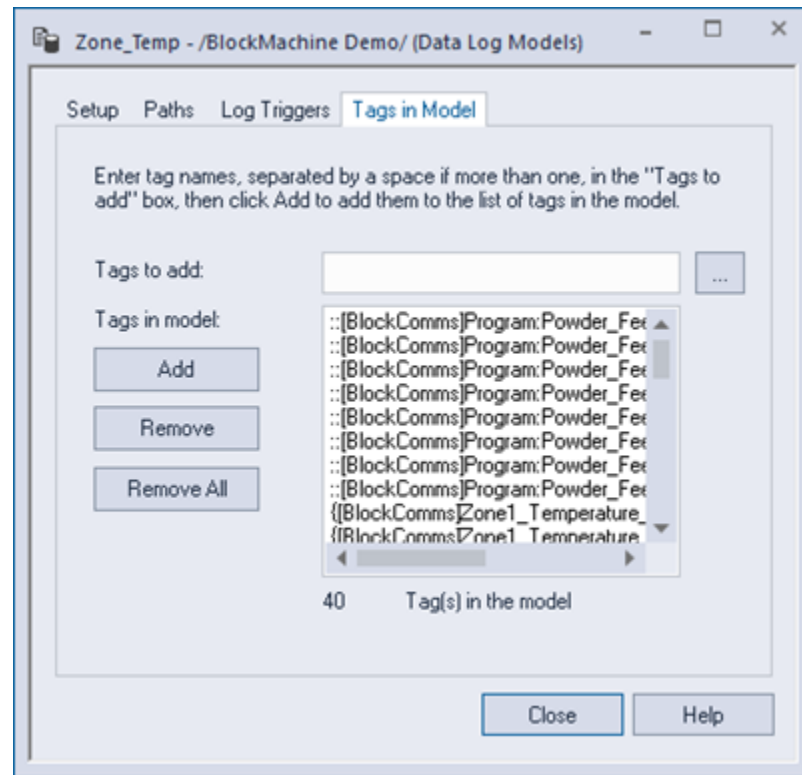 Zone_Temp - /BlockMachine Demo/ (Data Log Models)
Setup Paths Log Triggers Tags in Model
Enter tag names, separated by a space if more than one, in the "Tags to
add" box, then click Add to add them to the list of tags in the model.
Tags to add:
...
Tags in model:
Add
Remove
Remove All
::[BlockComms]Program:Powder_Fee
::[BlockComms]Program:Powder_Fee
::[BlockComms]Program:Powder_Fee
::[BlockComms]Program:Powder_Fee
::[BlockComms]Program:Powder_Fee
::[BlockComms]Program:Powder_Fee
::[BlockComms]Program:Powder_Fee
::[BlockComms]Program:Powder_Fee
{[BlockComms]Zone1_Temperature_
{[BlockComms]Zone1_Temperature_
40 Tag(s) in the model
Close Help